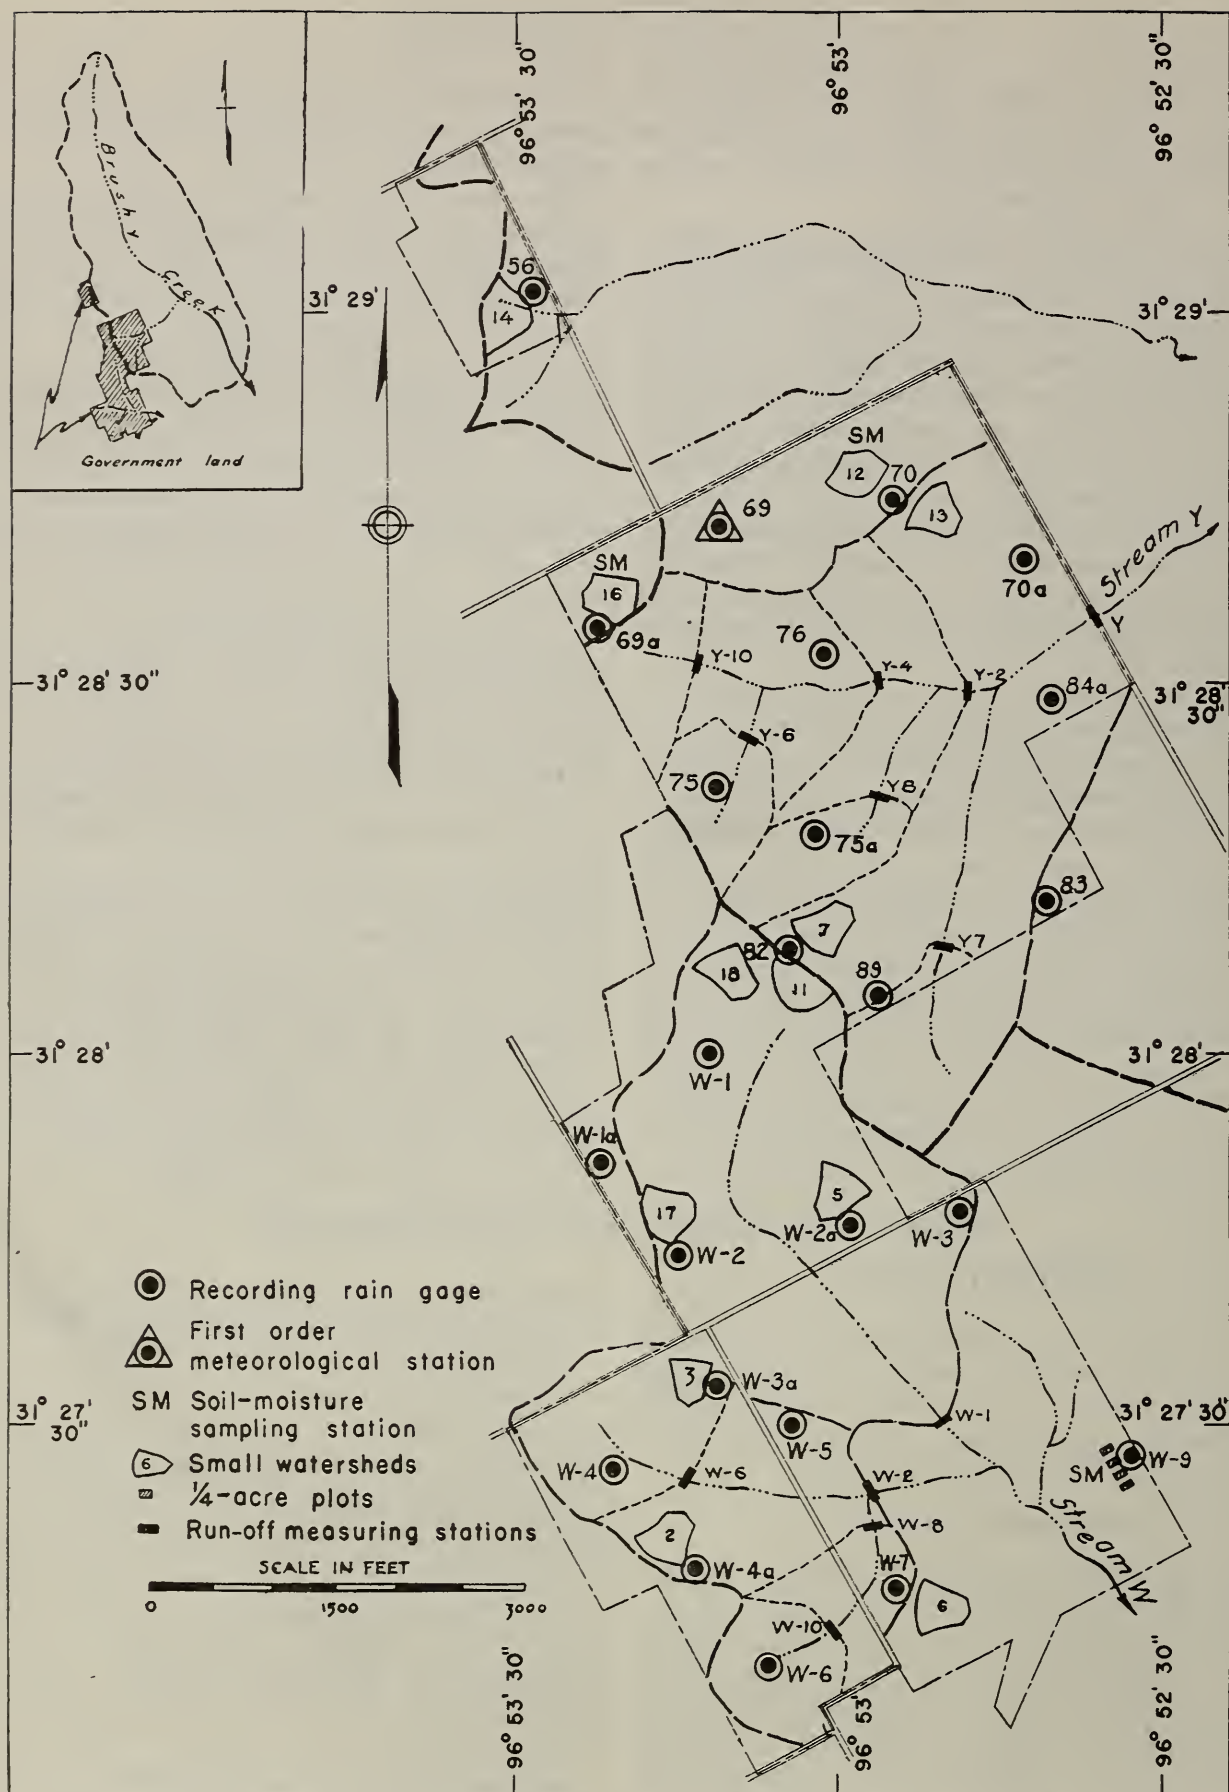 96° 53' 30"
96° 53'
96° 52' 30"
Brushy Creek
Government land
31° 29'
31° 29'
56
14
SM
12
70
13
69
70a
Stream Y
Y
SM
16
69a
76
Y-10
Y-4
Y-2
84a
31° 28' 30"
31° 28' 30"
Y-6
75
Y8
75a
83
7
82
18
11
89
Y7
31° 28'
31° 28'
W-1
W-1a
17
5
W-2a
W-3
W-2
Recording rain gage
First order
meteorological station
SM Soil-moisture
sampling station
6 Small watersheds
1/4-acre plots
Run-off measuring stations
SCALE IN FEET
0 1500 3000
31° 27' 30"
31° 27' 30"
3
W-3a
W-5
W-1
W-4
W-6
W-2
W-8
SM
W-9
Stream W
2
W-4a
W-7
6
W-10
W-6
96° 53' 30"
96° 53'
96° 52' 30"